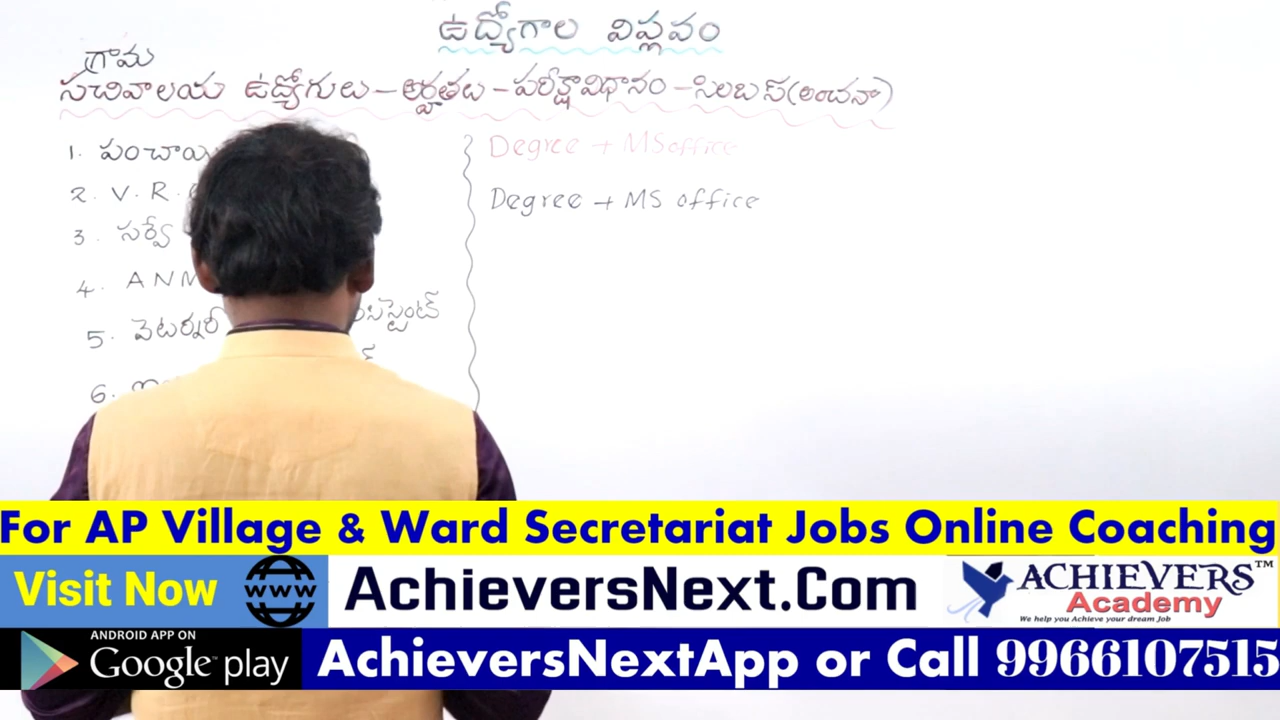 ఉద్యోగాల విప్లవం
గ్రామ
సచివాలయ ఉద్యోగులు - అర్హతలు - పరీక్షావిధానం - సిలబస్ (అంచనా)
1. పంచాయి
Degree + MS office
2. V. R.
Degree + MS office
3. సర్వే
4. ANM
5. వెటర్నరీ
6.
For AP Village & Ward Secretariat Jobs Online Coaching
Visit Now
www
AchieversNext.Com
ACHIEVERS™
Academy
We help you Achieve your dream Job
ANDROID APP ON
Google play
AchieversNextApp or Call 9966107515